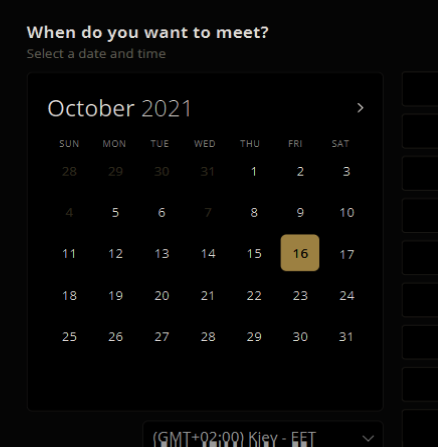 When do you want to meet?
Select a date and time
October 2021
SUN MON TUE WED THU FRI SAT
28 29 30 31 1 2 3
4 5 6 7 8 9 10
11 12 13 14 15 16 17
18 19 20 21 22 23 24
25 26 27 28 29 30 31
(GMT+02:00) Kiev - EET